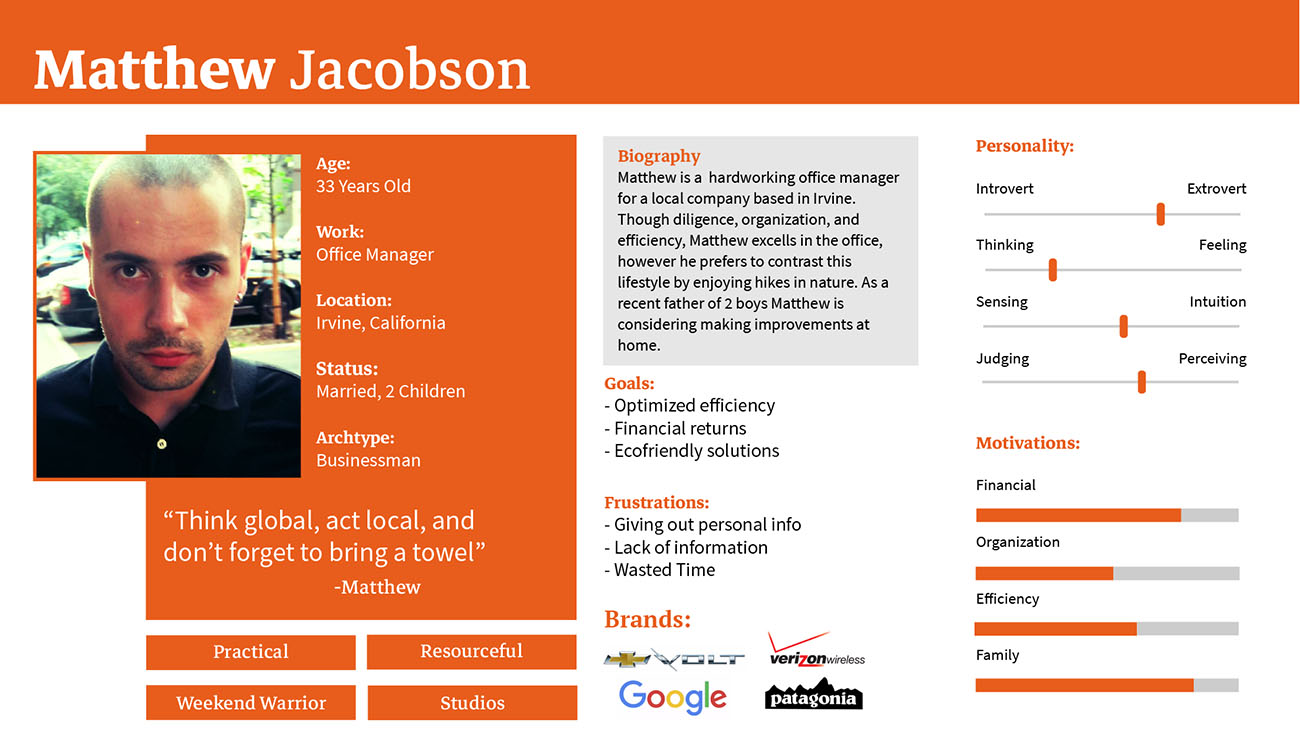 Matthew Jacobson
Age:
33 Years Old
Work:
Office Manager
Location:
Irvine, California
Status:
Married, 2 Children
Archtype:
Businessman
“Think global, act local, and
don’t forget to bring a towel”
-Matthew
Practical
Resourceful
Weekend Warrior
Studios
Biography
Matthew is a hardworking office manager
for a local company based in Irvine.
Though diligence, organization, and
efficiency, Matthew excells in the office,
however he prefers to contrast this
lifestyle by enjoying hikes in nature. As a
recent father of 2 boys Matthew is
considering making improvements at
home.
Goals:
- Optimized efficiency
- Financial returns
- Ecofriendly solutions
Frustrations:
- Giving out personal info
- Lack of information
- Wasted Time
Brands:
VOLT
verizonwireless
Google
patagonia
Personality:
Introvert Extrovert
Thinking Feeling
Sensing Intuition
Judging Perceiving
Motivations:
Financial
Organization
Efficiency
Family